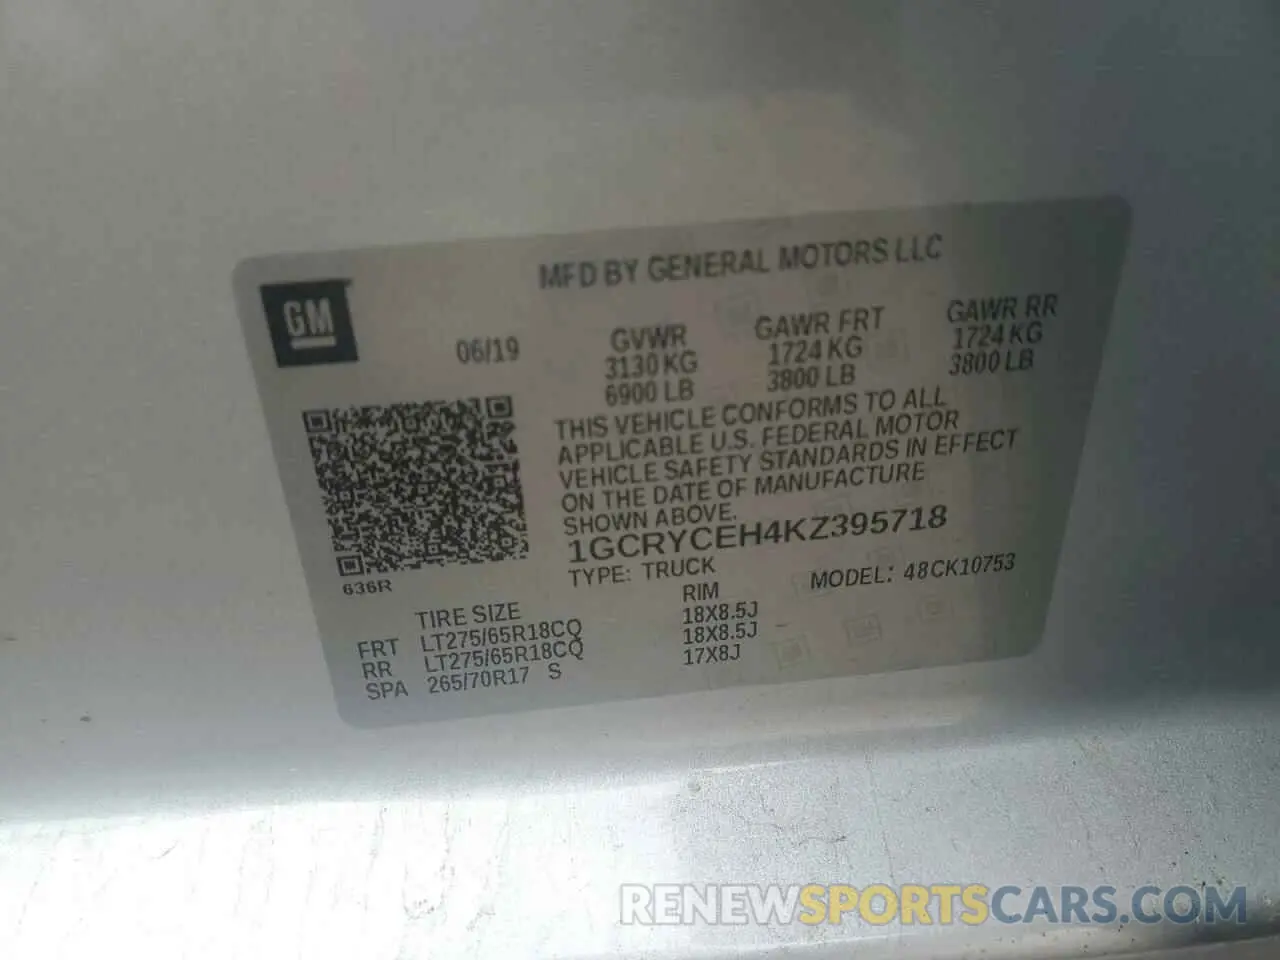 MFD BY GENERAL MOTORS LLC
GM
06/19
GVWR
3130 KG
6900 LB
GAWR FRT
1724 KG
3800 LB
GAWR RR
1724 KG
3800 LB
THIS VEHICLE CONFORMS TO ALL
APPLICABLE U.S. FEDERAL MOTOR
VEHICLE SAFETY STANDARDS IN EFFECT
ON THE DATE OF MANUFACTURE
SHOWN ABOVE.
1GCRYCEH4KZ395718
TYPE: TRUCK MODEL: 48CK10753
636R
TIRE SIZE RIM
FRT LT275/65R18CQ 18X8.5J
RR LT275/65R18CQ 18X8.5J
SPA 265/70R17 S 17X8J
RENEWSPORTSCARS.COM